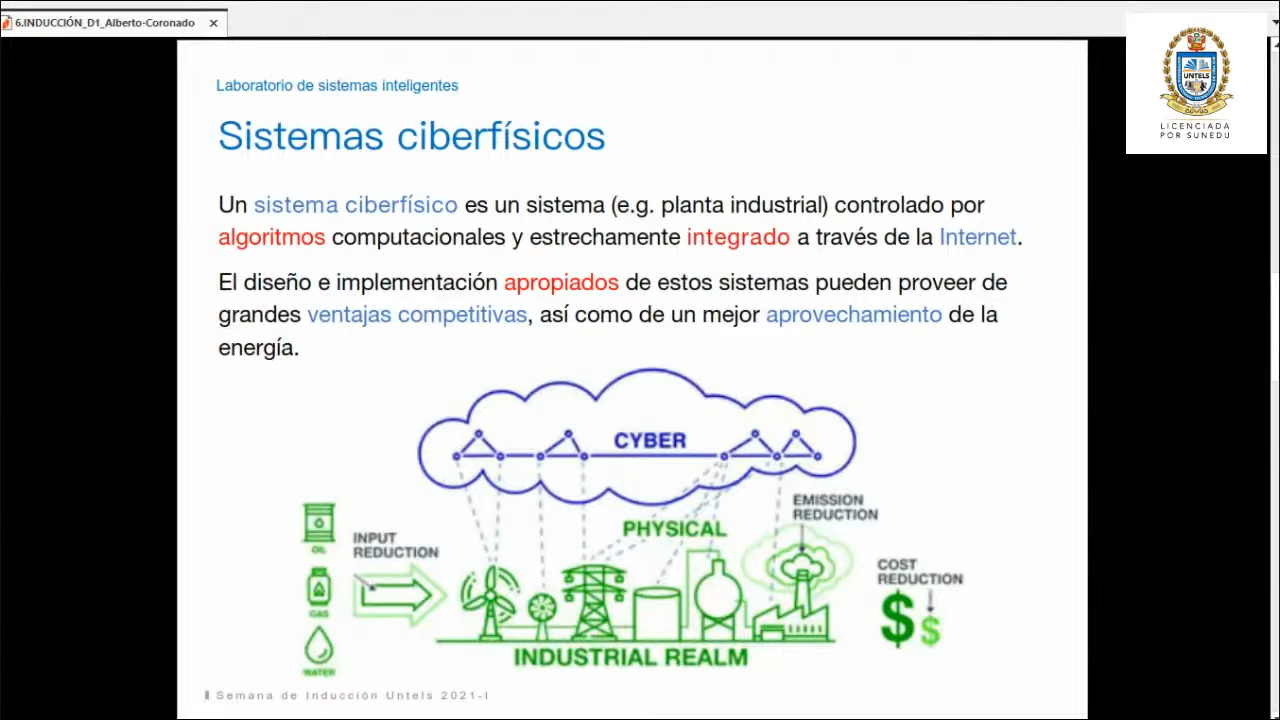 6.INDUCCIÓN_D1_Alberto-Coronado
UNTELS
LICENCIADA
POR SUNEDU
Laboratorio de sistemas inteligentes
Sistemas ciberfísicos
Un sistema ciberfísico es un sistema (e.g. planta industrial) controlado por
algoritmos computacionales y estrechamente integrado a través de la Internet.
El diseño e implementación apropiados de estos sistemas pueden proveer de
grandes ventajas competitivas, así como de un mejor aprovechamiento de la
energía.
CYBER
PHYSICAL
EMISSION
REDUCTION
OIL
INPUT
REDUCTION
COST
REDUCTION
GAS
$ $
INDUSTRIAL REALM
WATER
Semana de Inducción Untels 2021-I